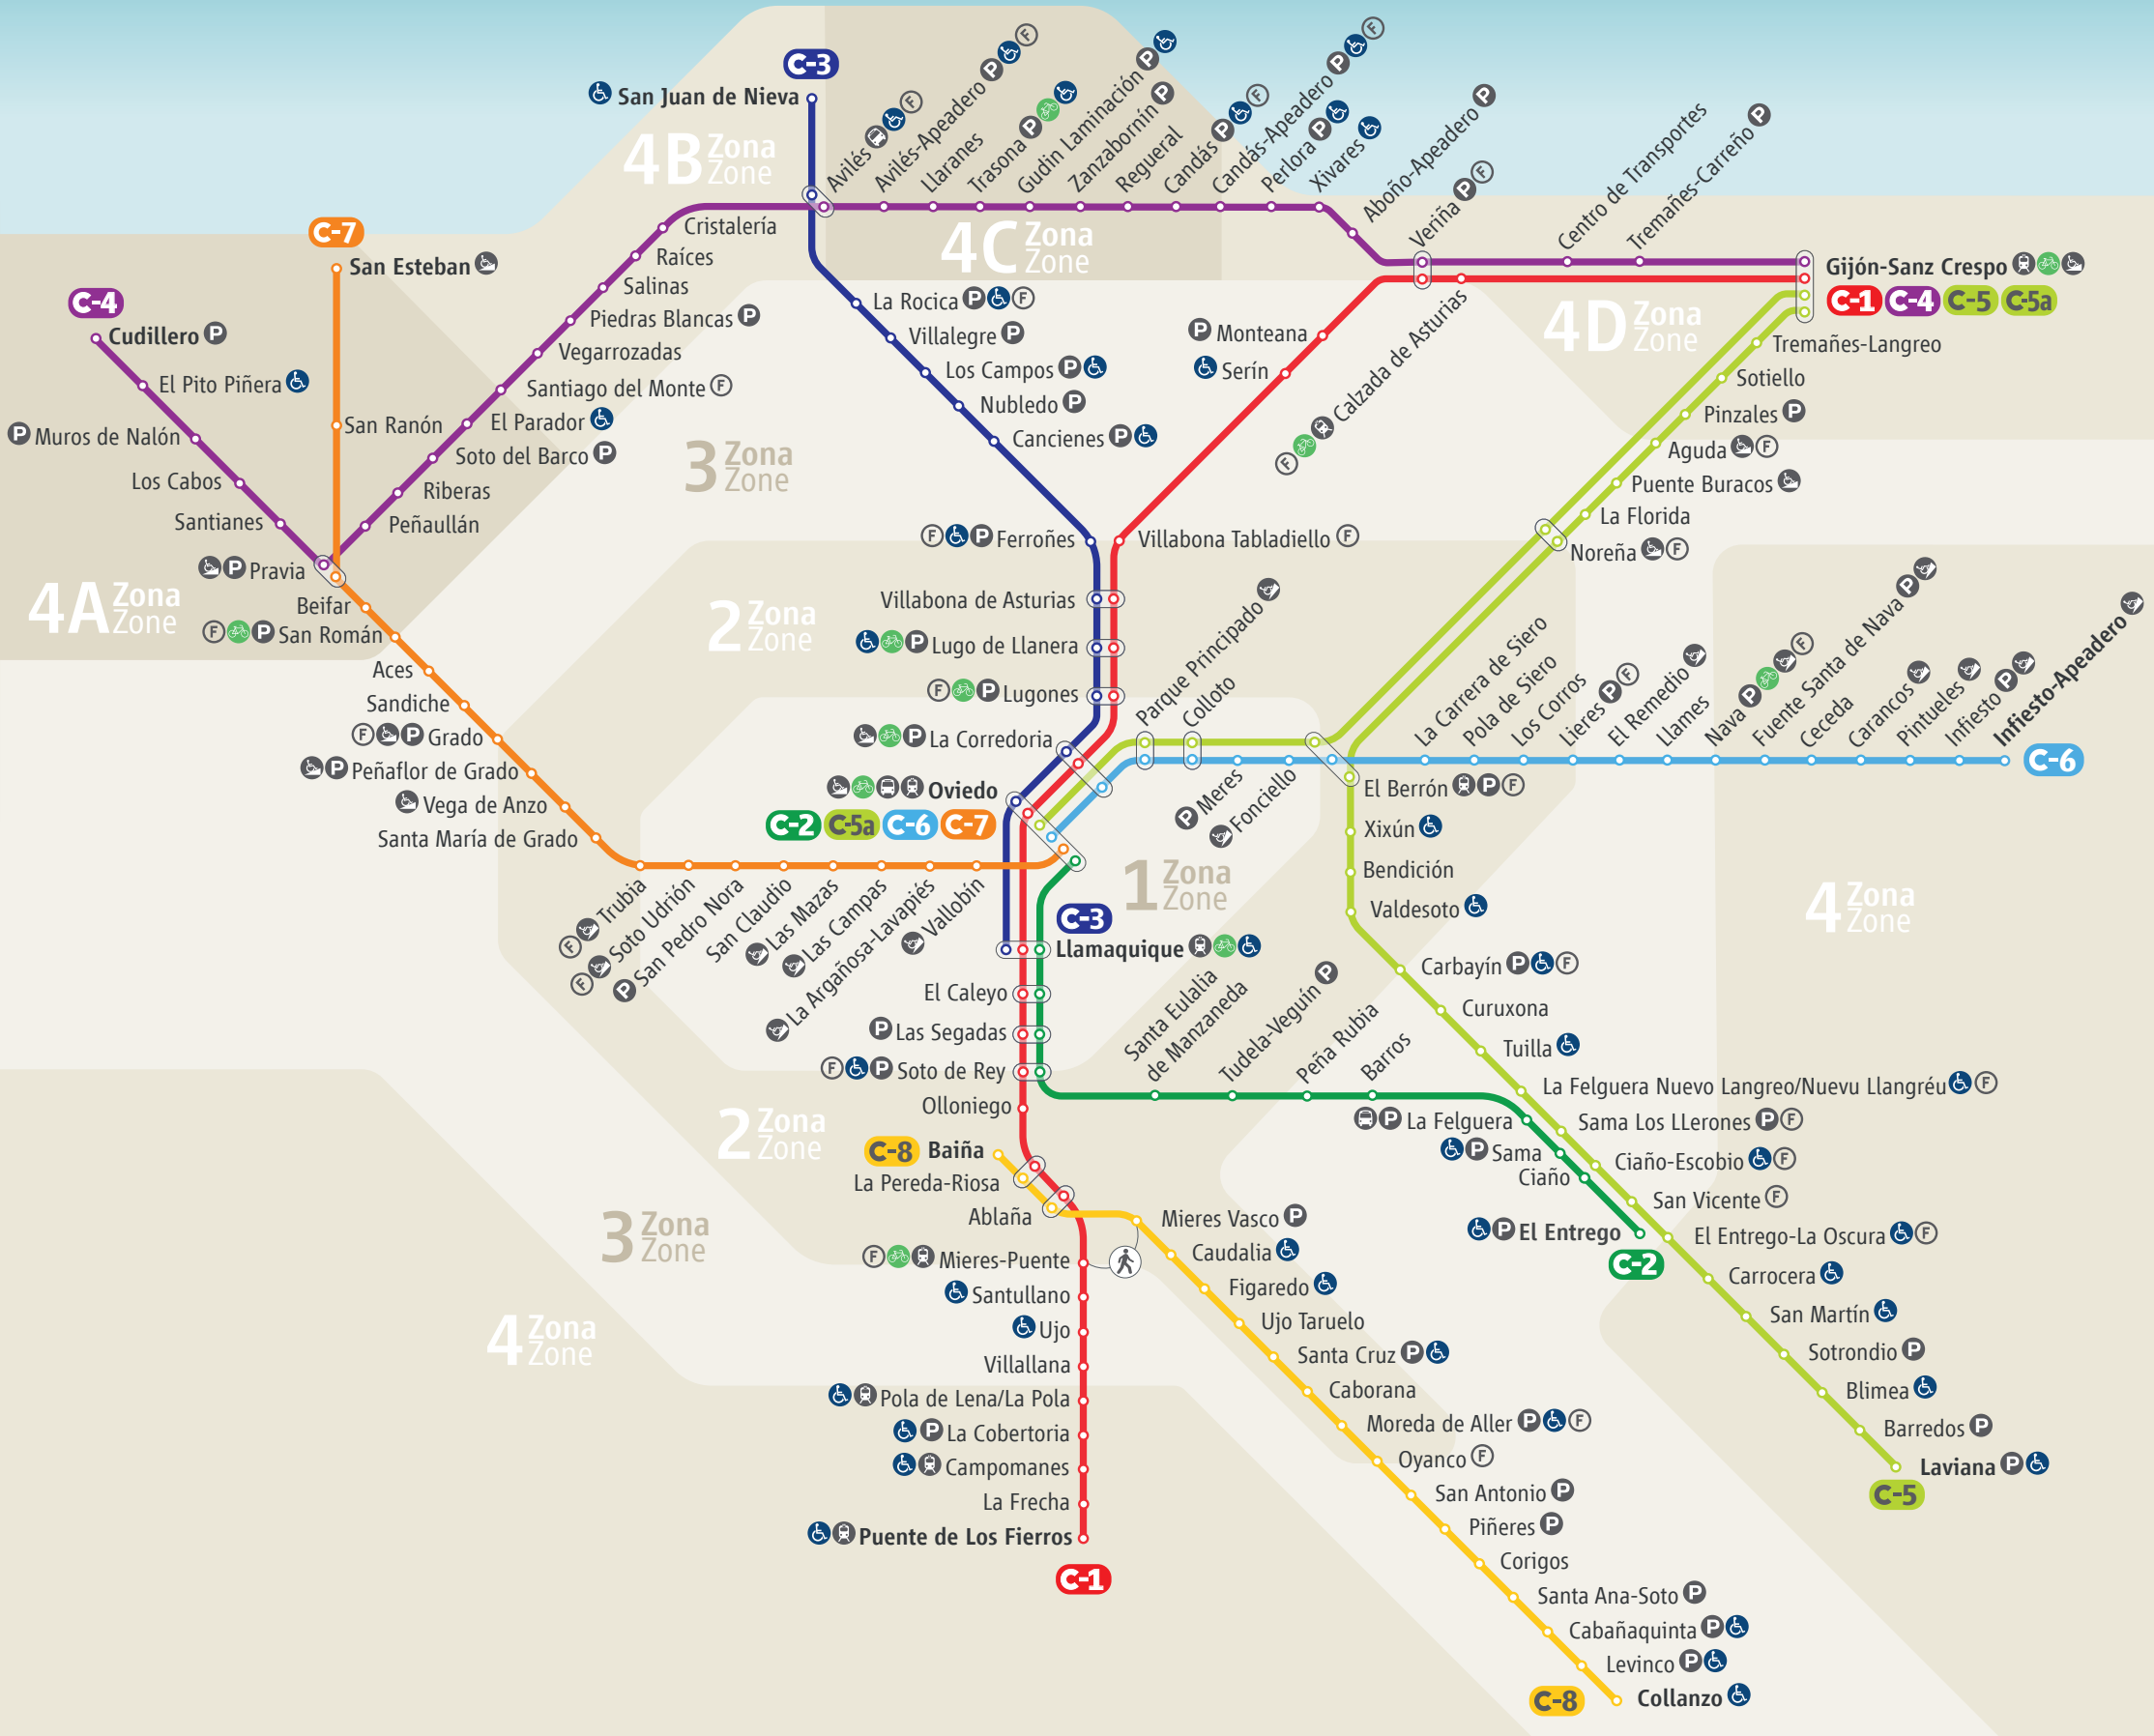 C-3
San Juan de Nieva
4B Zona
Zone
Avilés
Avilés-Apeadero
Llaranes
Trasona
Gudin Laminación
Zanzabornín
Regueral
Candás
Candás-Apeadero
Perlora
Xivares
Aboño-Apeadero
Veriña
Centro de Transportes
Tremañes-Carreño
Gijón-Sanz Crespo
C-1 C-4 C-5 C-5a
C-7
San Esteban
C-4
Cudillero
El Pito Piñera
Muros de Nalón
Los Cabos
Santianes
Pravia
San Ranón
4A Zona
Zone
Cristalería
Raíces
Salinas
Piedras Blancas
Vegarrozadas
Santiago del Monte
El Parador
Soto del Barco
Riberas
Peñaullán
4C Zona
Zone
La Rocica
Villalegre
Los Campos
Nubledo
Cancienes
Ferroñes
3 Zona
Zone
Monteana
Serín
Calzada de Asturias
4D Zona
Zone
Tremañes-Langreo
Sotiello
Pinzales
Aguda
Puente Buracos
La Florida
Noreña
Villabona Tabladiello
Villabona de Asturias
Lugo de Llanera
Lugones
La Corredoria
2 Zona
Zone
Beifar
San Román
Aces
Sandiche
Grado
Peñaflor de Grado
Vega de Anzo
Santa María de Grado
Oviedo
C-2 C-5a C-6 C-7
Parque Principado
Colloto
Meres
Fonciello
La Carrera de Siero
Pola de Siero
Los Corros
Lieres
El Remedio
Llames
Nava
Fuente Santa de Nava
Ceceda
Carancos
Pintueles
Infiesto
Infiesto-Apeadero
C-6
El Berrón
Xixún
Bendición
Valdesoto
Carbayín
Curuxona
Tuilla
La Felguera Nuevo Langreo/Nuevu Llangréu
Sama Los LLerones
Ciaño-Escobio
San Vicente
El Entrego-La Oscura
Carrocera
San Martín
Sotrondio
Blimea
Barredos
Laviana
C-5
4 Zona
Zone
1 Zona
Zone
Trubia
Soto Udrión
San Pedro Nora
San Claudio
Las Mazas
Las Campas
La Argañosa-Lavapiés
Vallobín
C-3
Llamaquique
El Caleyo
Las Segadas
Soto de Rey
Olloniego
Santa Eulalia
de Manzaneda
Tudela-Veguín
Peña Rubia
Barros
La Felguera
Sama
Ciaño
El Entrego
C-2
2 Zona
Zone
C-8 Baiña
La Pereda-Riosa
Ablaña
3 Zona
Zone
Mieres-Puente
Santullano
Ujo
Villallana
Pola de Lena/La Pola
La Cobertoria
Campomanes
La Frecha
Puente de Los Fierros
C-1
4 Zona
Zone
Mieres Vasco
Caudalia
Figaredo
Ujo Taruelo
Santa Cruz
Caborana
Moreda de Aller
Oyanco
San Antonio
Piñeres
Corigos
Santa Ana-Soto
Cabañaquinta
Levinco
C-8 Collanzo